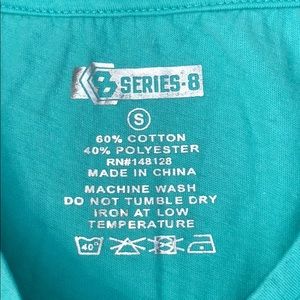 8 SERIES-8
S
60% COTTON
40% POLYESTER
RN#148128
MADE IN CHINA
MACHINE WASH
DO NOT TUMBLE DRY
IRON AT LOW
TEMPERATURE
40°